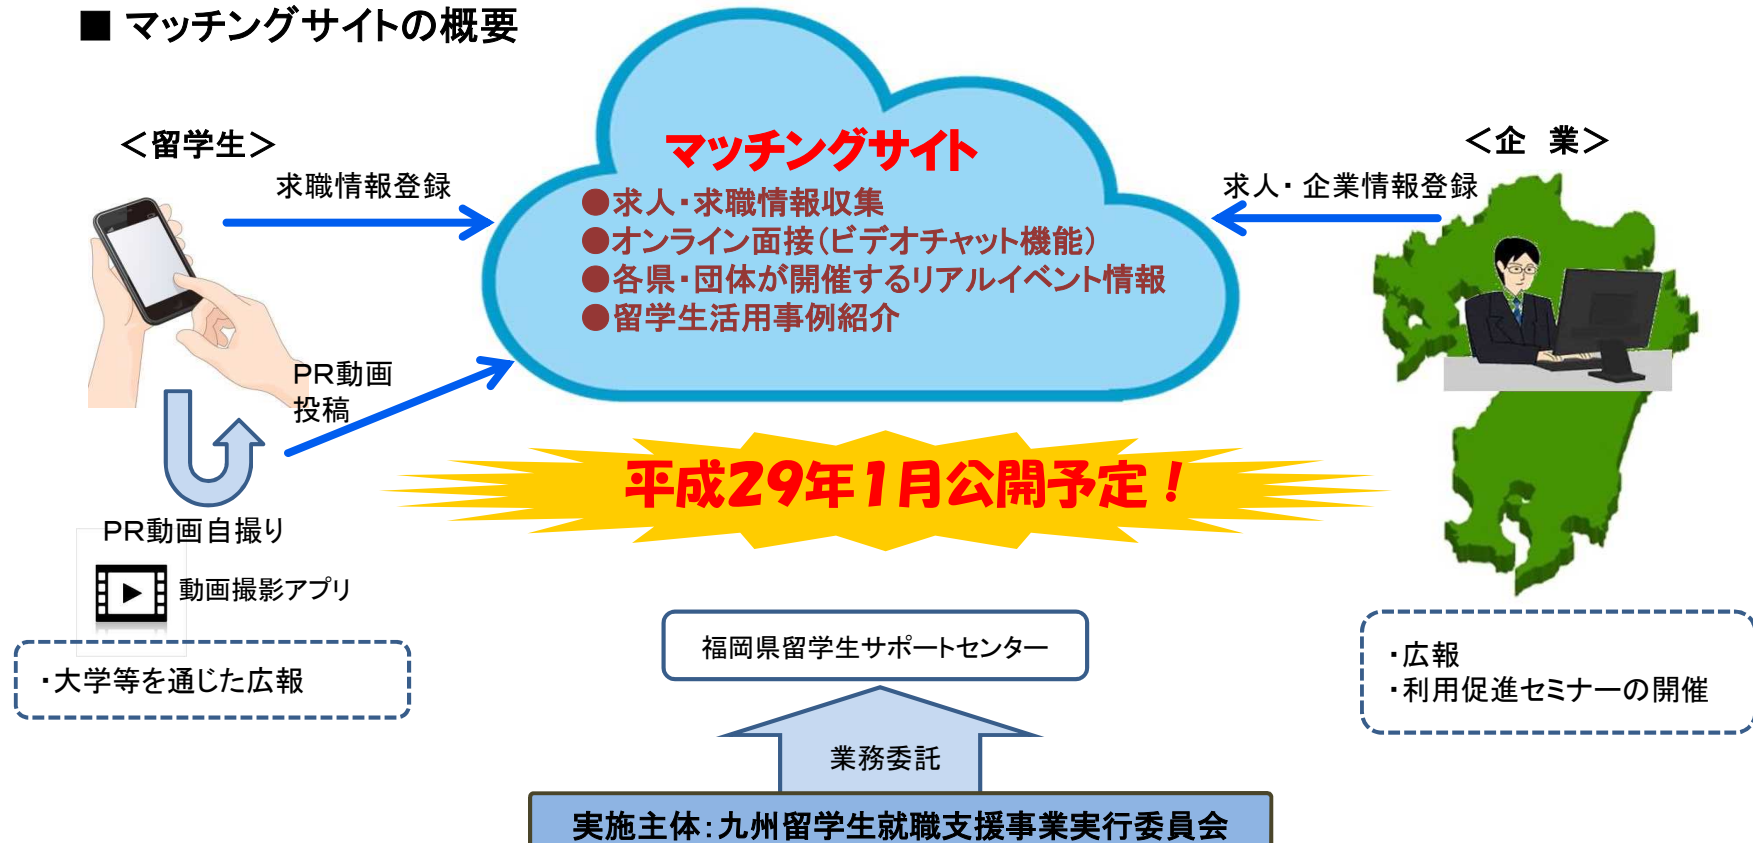 ■ マッチングサイトの概要
＜留学生＞
求職情報登録
マッチングサイト
●求人・求職情報収集
●オンライン面接（ビデオチャット機能）
●各県・団体が開催するリアルイベント情報
●留学生活用事例紹介
＜企　業＞
求人・企業情報登録
PR動画
投稿
平成29年1月公開予定！
PR動画自撮り
動画撮影アプリ
・大学等を通じた広報
福岡県留学生サポートセンター
・広報
・利用促進セミナーの開催
業務委託
実施主体：九州留学生就職支援事業実行委員会